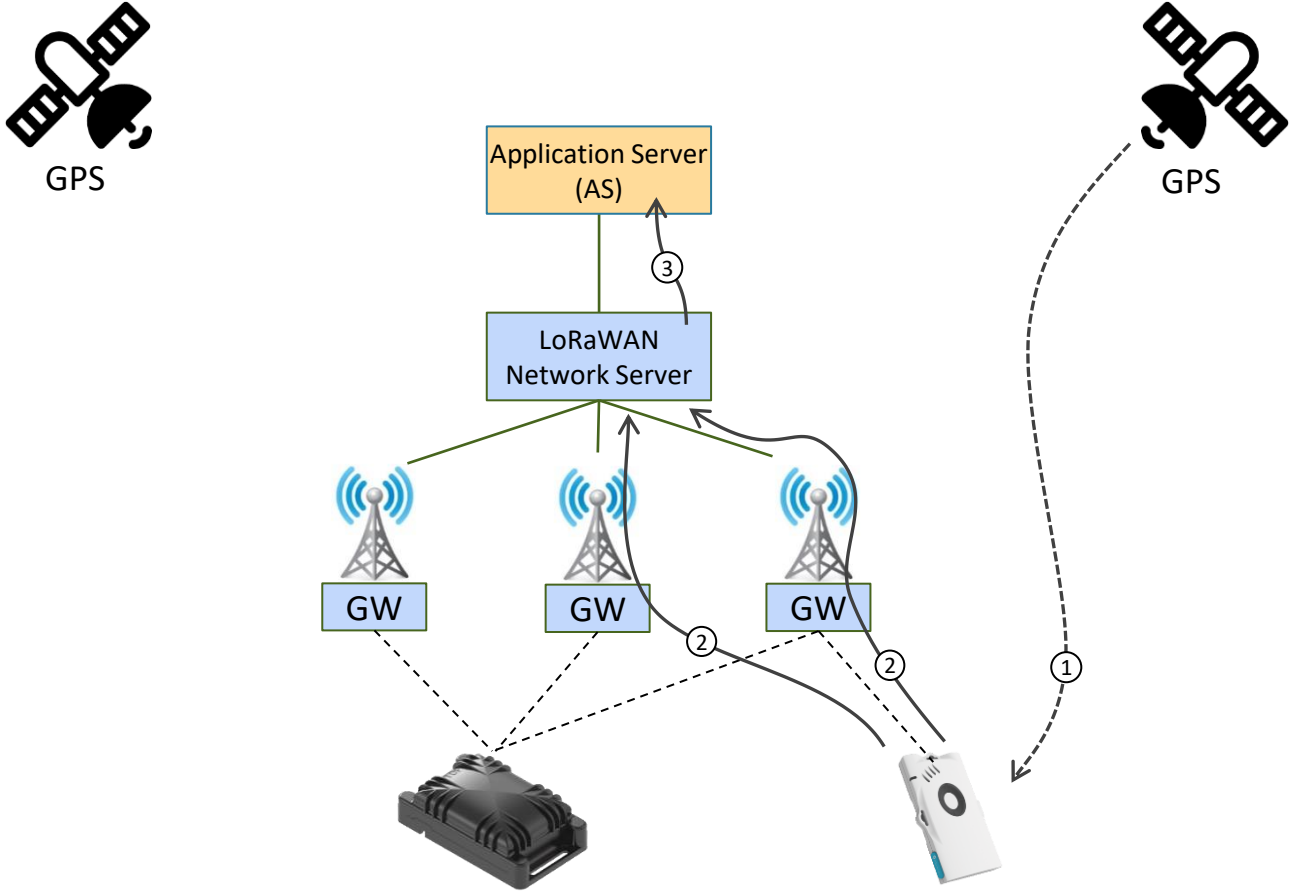 GPS
GPS
Application Server
(AS)
3
LoRaWAN
Network Server
GW
GW
GW
2
2
1